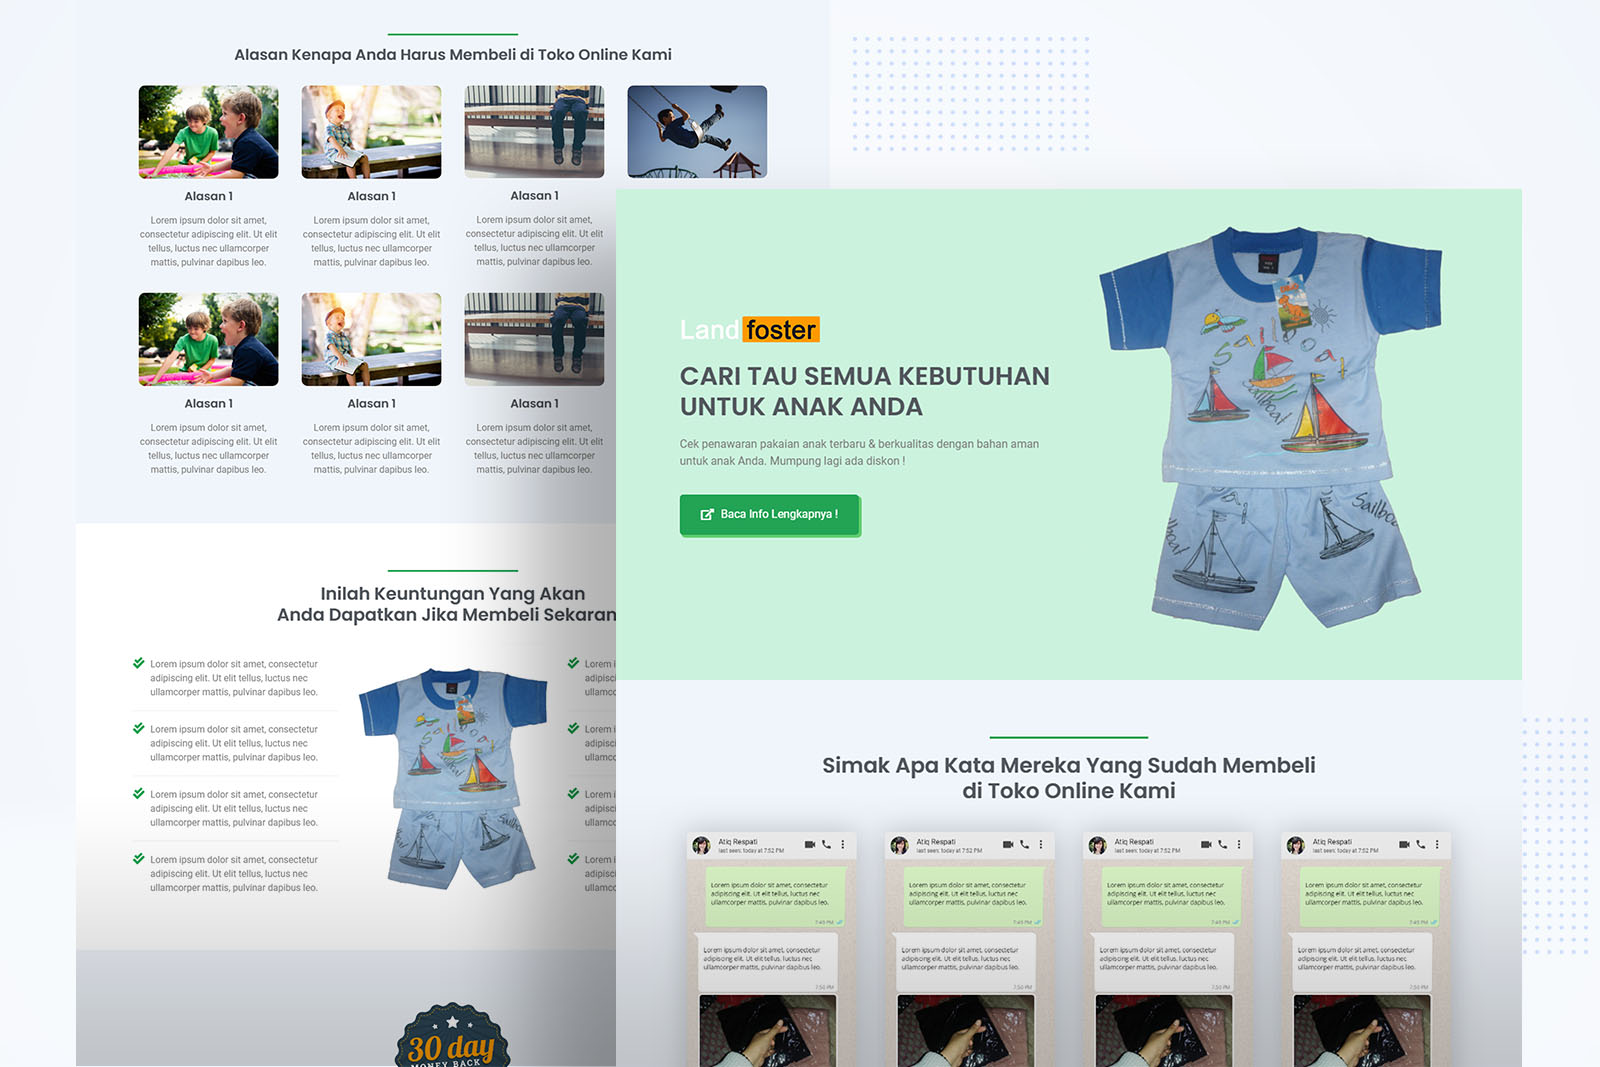 Alasan Kenapa Anda Harus Membeli di Toko Online Kami
Alasan 1
Lorem ipsum dolor sit amet,
consectetur adipiscing elit. Ut elit
tellus, luctus nec ullamcorper
mattis, pulvinar dapibus leo.
Alasan 1
Lorem ipsum dolor sit amet,
consectetur adipiscing elit. Ut elit
tellus, luctus nec ullamcorper
mattis, pulvinar dapibus leo.
Alasan 1
Lorem ipsum dolor sit amet,
consectetur adipiscing elit. Ut elit
tellus, luctus nec ullamcorper
mattis, pulvinar dapibus leo.
Alasan 1
Lorem ipsum dolor sit amet,
consectetur adipiscing elit. Ut elit
tellus, luctus nec ullamcorper
mattis, pulvinar dapibus leo.
Alasan 1
Lorem ipsum dolor sit amet,
consectetur adipiscing elit. Ut elit
tellus, luctus nec ullamcorper
mattis, pulvinar dapibus leo.
Alasan 1
Lorem ipsum dolor sit amet,
consectetur adipiscing elit. Ut elit
tellus, luctus nec ullamcorper
mattis, pulvinar dapibus leo.
Inilah Keuntungan Yang Akan
Anda Dapatkan Jika Membeli Sekaran
Lorem ipsum dolor sit amet, consectetur
adipiscing elit. Ut elit tellus, luctus nec
ullamcorper mattis, pulvinar dapibus leo.
Lorem ipsum dolor sit amet, consectetur
adipiscing elit. Ut elit tellus, luctus nec
ullamcorper mattis, pulvinar dapibus leo.
Lorem ipsum dolor sit amet, consectetur
adipiscing elit. Ut elit tellus, luctus nec
ullamcorper mattis, pulvinar dapibus leo.
Lorem ipsum dolor sit amet, consectetur
adipiscing elit. Ut elit tellus, luctus nec
ullamcorper mattis, pulvinar dapibus leo.
Sailboat
Sailboat
Lorem i
adipisc
ullamc
Lorem i
adipisc
ullamc
Lorem i
adipisc
ullamc
Lorem i
adipisc
ullamc
30 day
MONEY BACK
Land foster
CARI TAU SEMUA KEBUTUHAN
UNTUK ANAK ANDA
Cek penawaran pakaian anak terbaru & berkualitas dengan bahan aman
untuk anak Anda. Mumpung lagi ada diskon !
Baca Info Lengkapnya !
Sailboat
Sailboat
Sailboa
Simak Apa Kata Mereka Yang Sudah Membeli
di Toko Online Kami
Atiq Respati
last seen: today at 7:52 PM
Lorem ipsum dolor sit amet, consectetur
adipiscing elit. Ut elit tellus, luctus nec
ullamcorper mattis, pulvinar dapibus leo.
7:49 PM
Lorem ipsum dolor sit amet, consectetur
adipiscing elit. Ut elit tellus, luctus nec
ullamcorper mattis, pulvinar dapibus leo.
7:50 PM
Atiq Respati
last seen: today at 7:52 PM
Lorem ipsum dolor sit amet, consectetur
adipiscing elit. Ut elit tellus, luctus nec
ullamcorper mattis, pulvinar dapibus leo.
7:49 PM
Lorem ipsum dolor sit amet, consectetur
adipiscing elit. Ut elit tellus, luctus nec
ullamcorper mattis, pulvinar dapibus leo.
7:50 PM
Atiq Respati
last seen: today at 7:52 PM
Lorem ipsum dolor sit amet, consectetur
adipiscing elit. Ut elit tellus, luctus nec
ullamcorper mattis, pulvinar dapibus leo.
7:49 PM
Lorem ipsum dolor sit amet, consectetur
adipiscing elit. Ut elit tellus, luctus nec
ullamcorper mattis, pulvinar dapibus leo.
7:50 PM
Atiq Respati
last seen: today at 7:52 PM
Lorem ipsum dolor sit amet, consectetur
adipiscing elit. Ut elit tellus, luctus nec
ullamcorper mattis, pulvinar dapibus leo.
7:49 PM
Lorem ipsum dolor sit amet, consectetur
adipiscing elit. Ut elit tellus, luctus nec
ullamcorper mattis, pulvinar dapibus leo.
7:50 PM